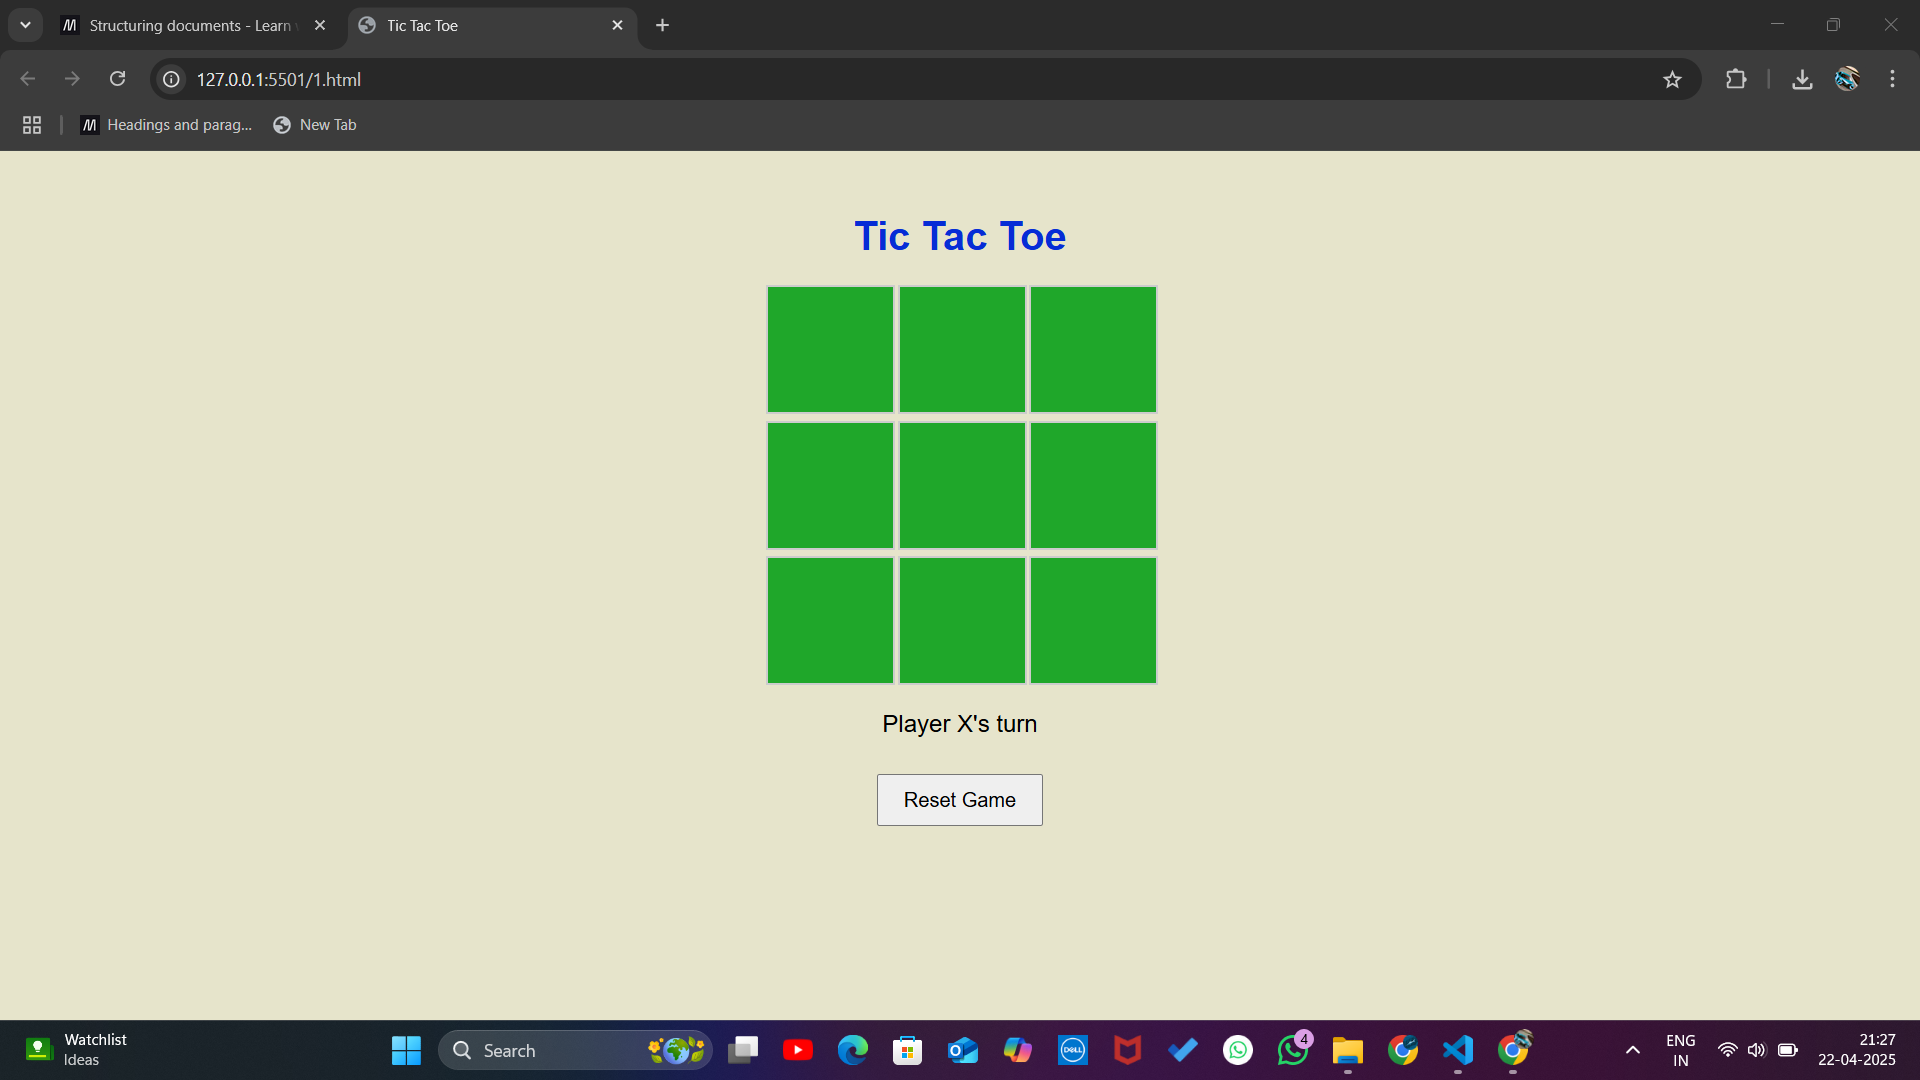 Structuring documents - Learn
Tic Tac Toe
127.0.0.1:5501/1.html
Headings and parag...
New Tab
Tic Tac Toe
Player X's turn
Reset Game
Watchlist
Ideas
Search
DELL
4
ENG
IN
21:27
22-04-2025